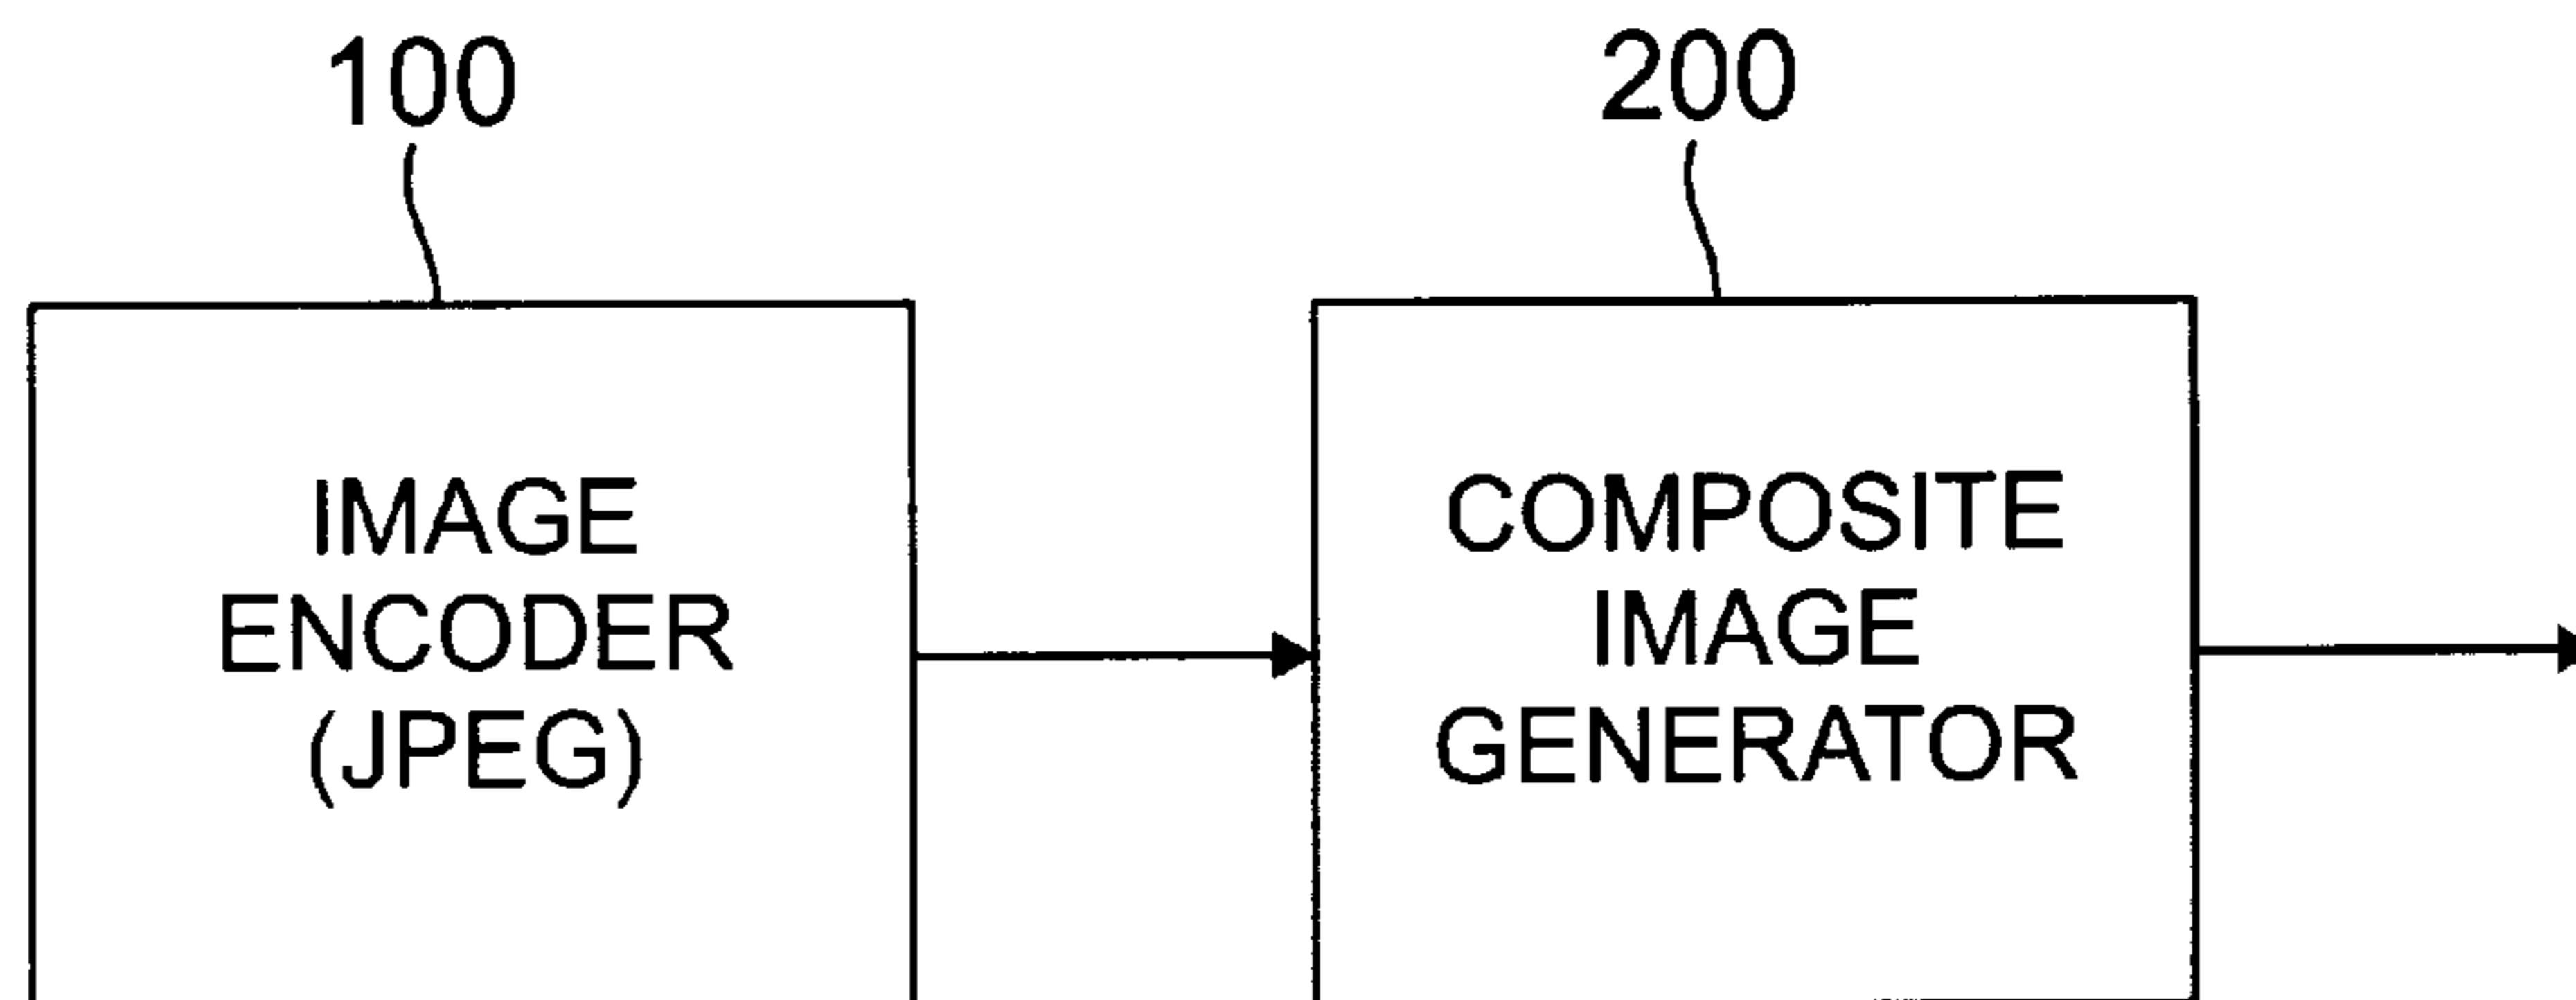 100
200
IMAGE
ENCODER
(JPEG)
COMPOSITE
IMAGE
GENERATOR